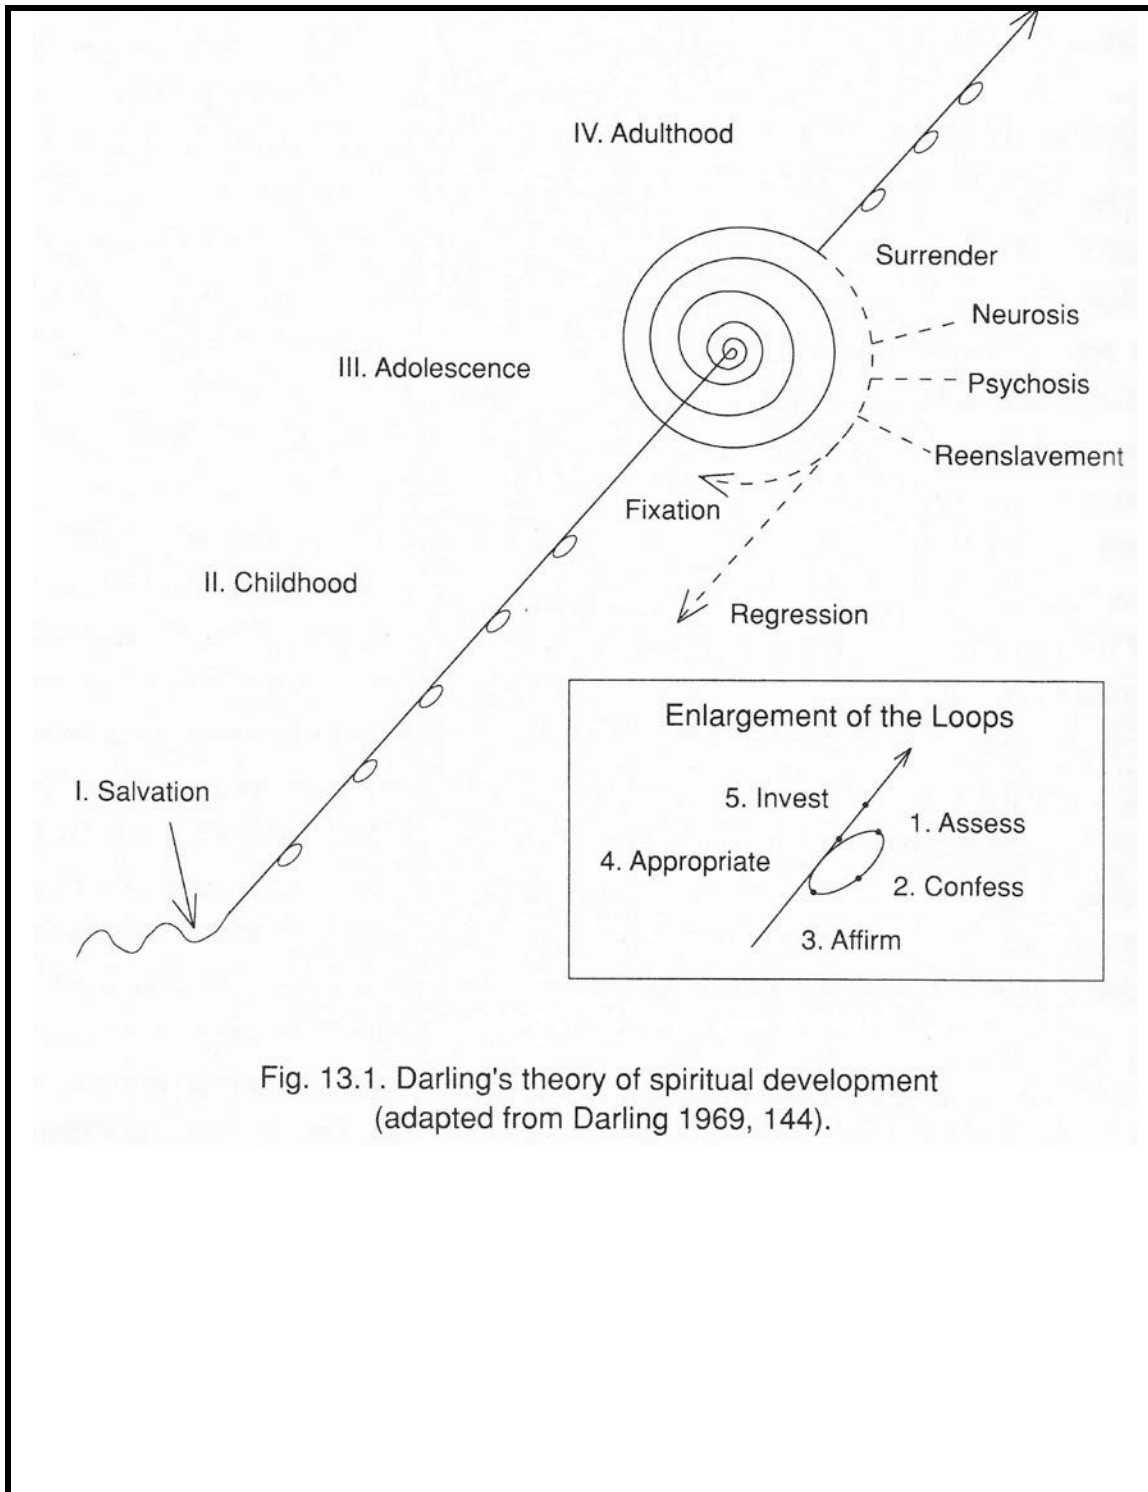 IV. Adulthood
Surrender
Neurosis
III. Adolescence
Psychosis
Reenslavement
Fixation
II. Childhood
Regression
Enlargement of the Loops
I. Salvation
5. Invest
1. Assess
4. Appropriate
2. Confess
3. Affirm
Fig. 13.1. Darling's theory of spiritual development
(adapted from Darling 1969, 144).